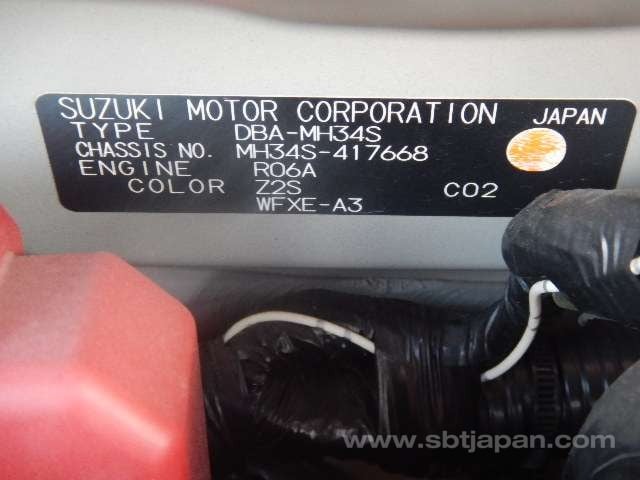 SUZUKI MOTOR CORPORATION JAPAN
TYPE DBA-MH34S
CHASSIS NO. MH34S-417668
ENGINE R06A
COLOR Z2S C02
WFXE-A3
www.sbtjapan.com